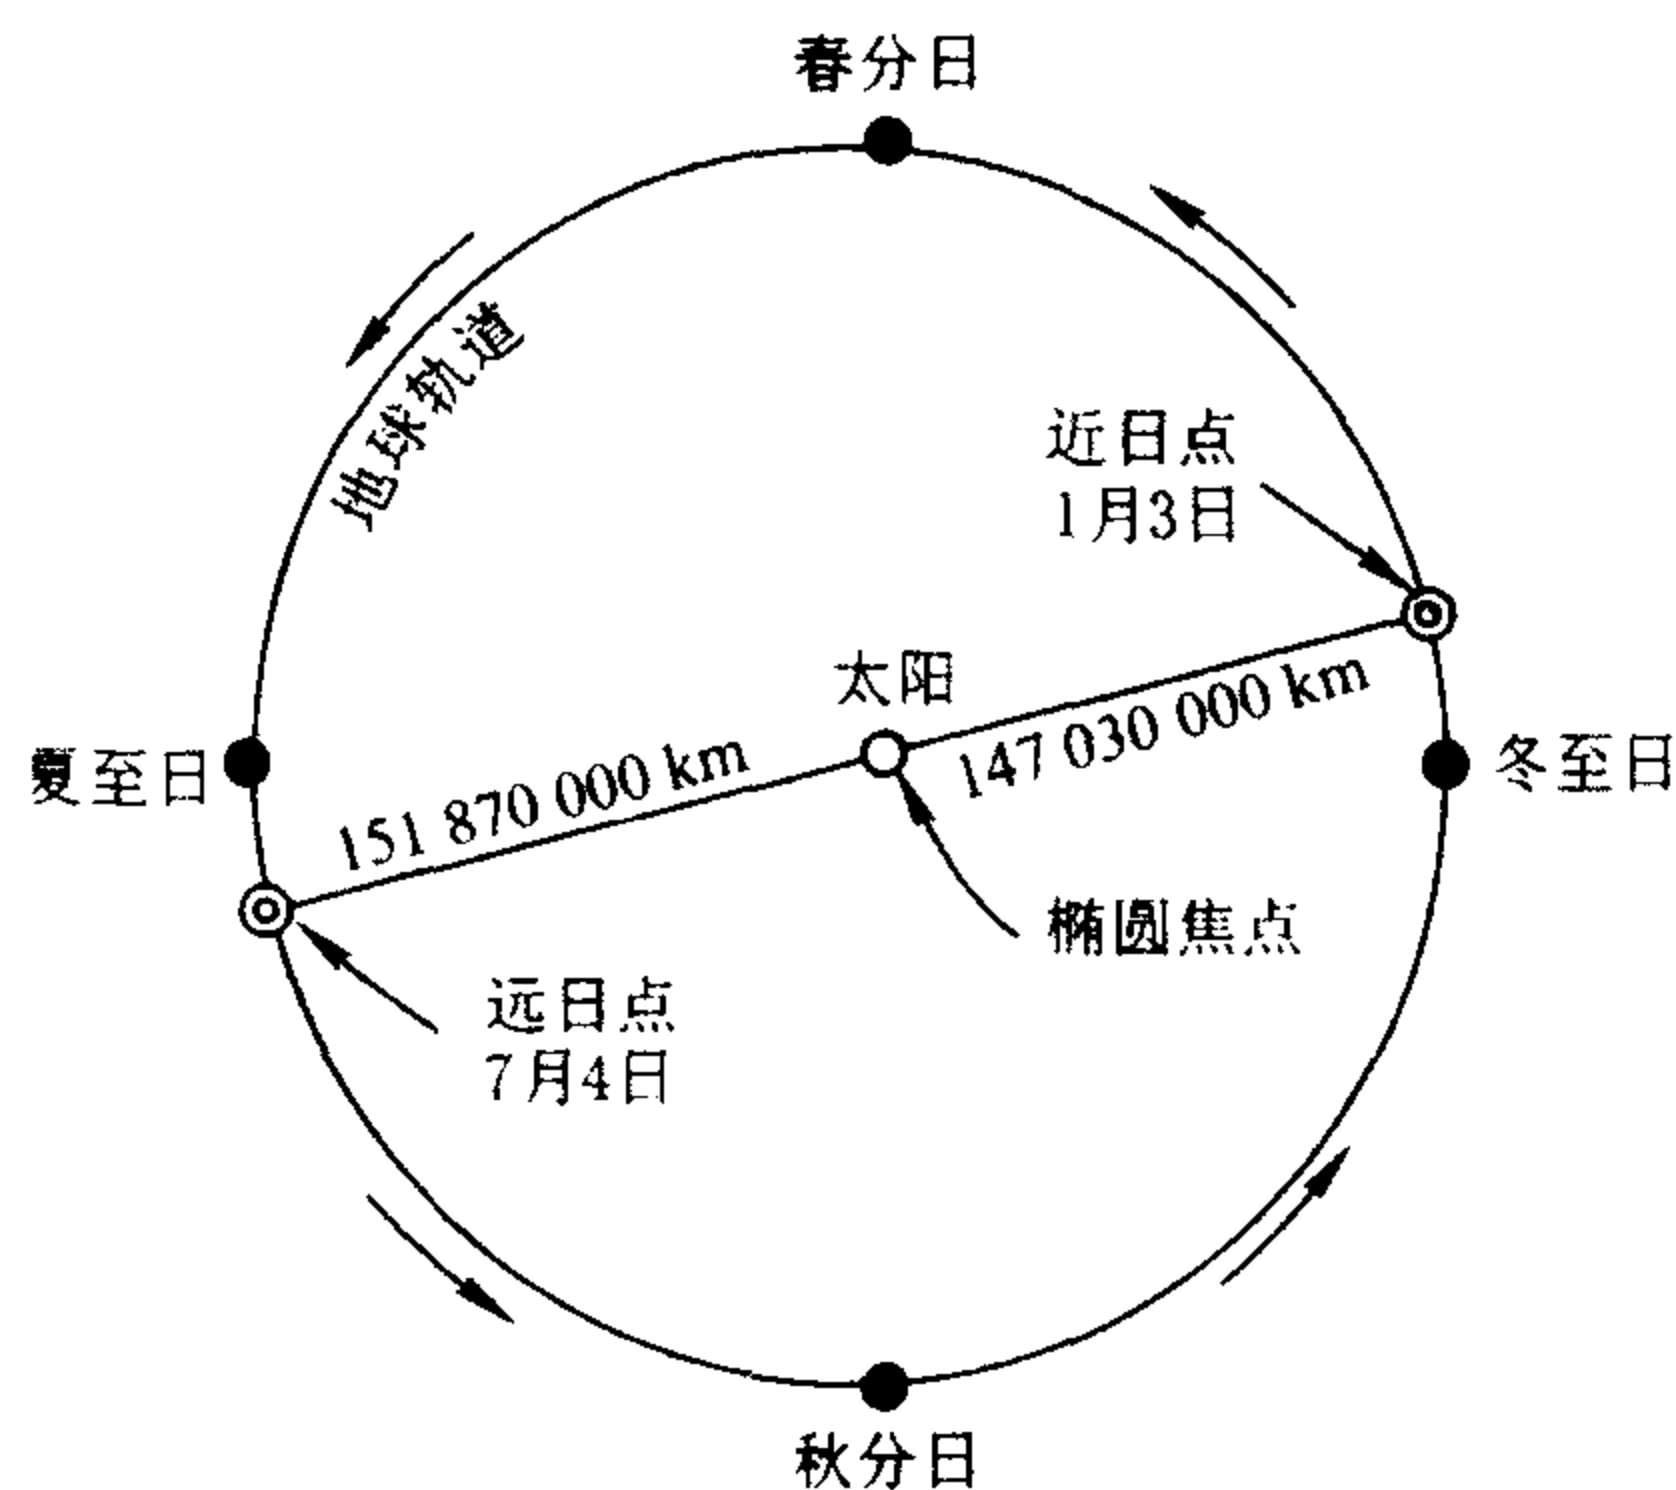 春分日
地球轨道
近日点
1月3日
太阳
147 030 000 km
夏至日
冬至日
151 870 000 km
椭圆焦点
远日点
7月4日
秋分日